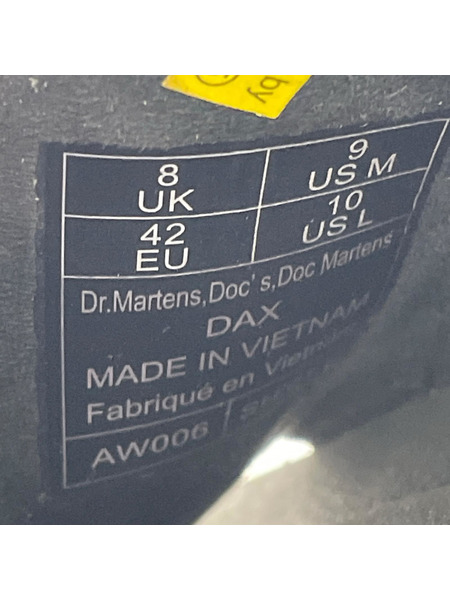 by
8 UK
9 US M
42 EU
10 US L
Dr.Martens,Doc's,Doc Martens
DAX
MADE IN VIETNAM
Fabriqué en
AW006